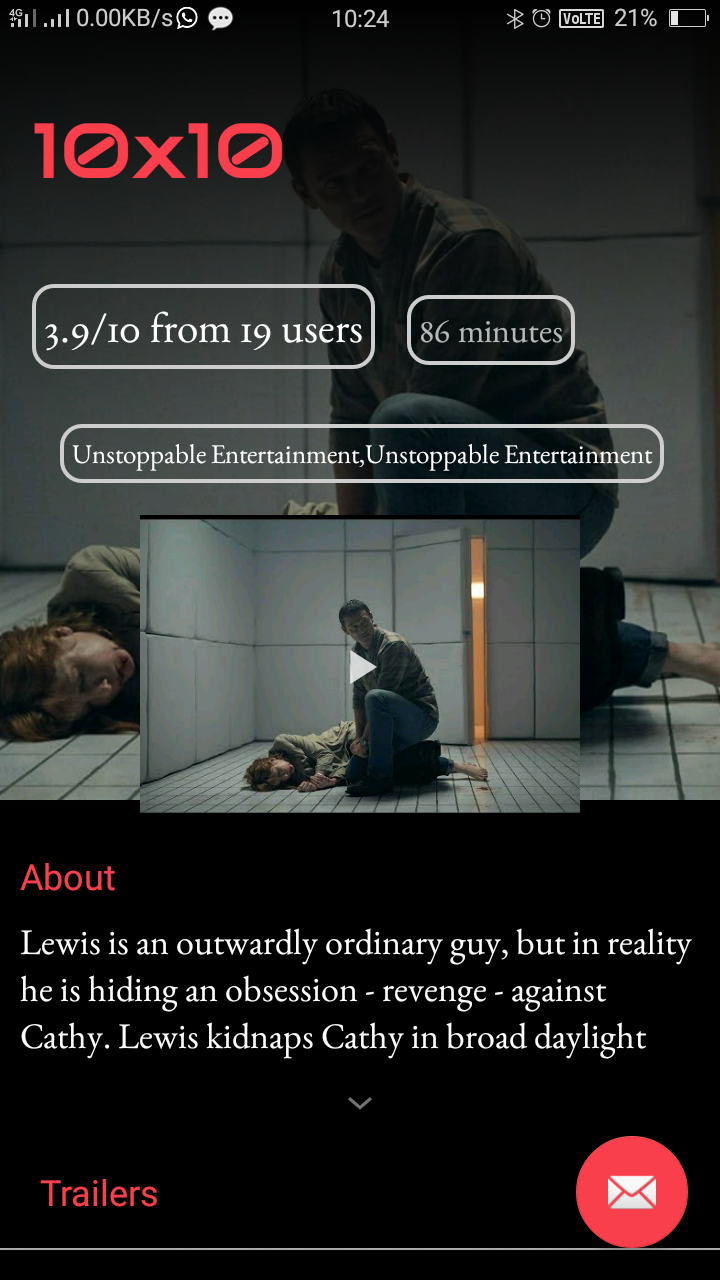 4G 0.00KB/s 10:24 VoLTE 21%
10x10
3.9/10 from 19 users 86 minutes
Unstoppable Entertainment,Unstoppable Entertainment
About
Lewis is an outwardly ordinary guy, but in reality
he is hiding an obsession - revenge - against
Cathy. Lewis kidnaps Cathy in broad daylight
Trailers